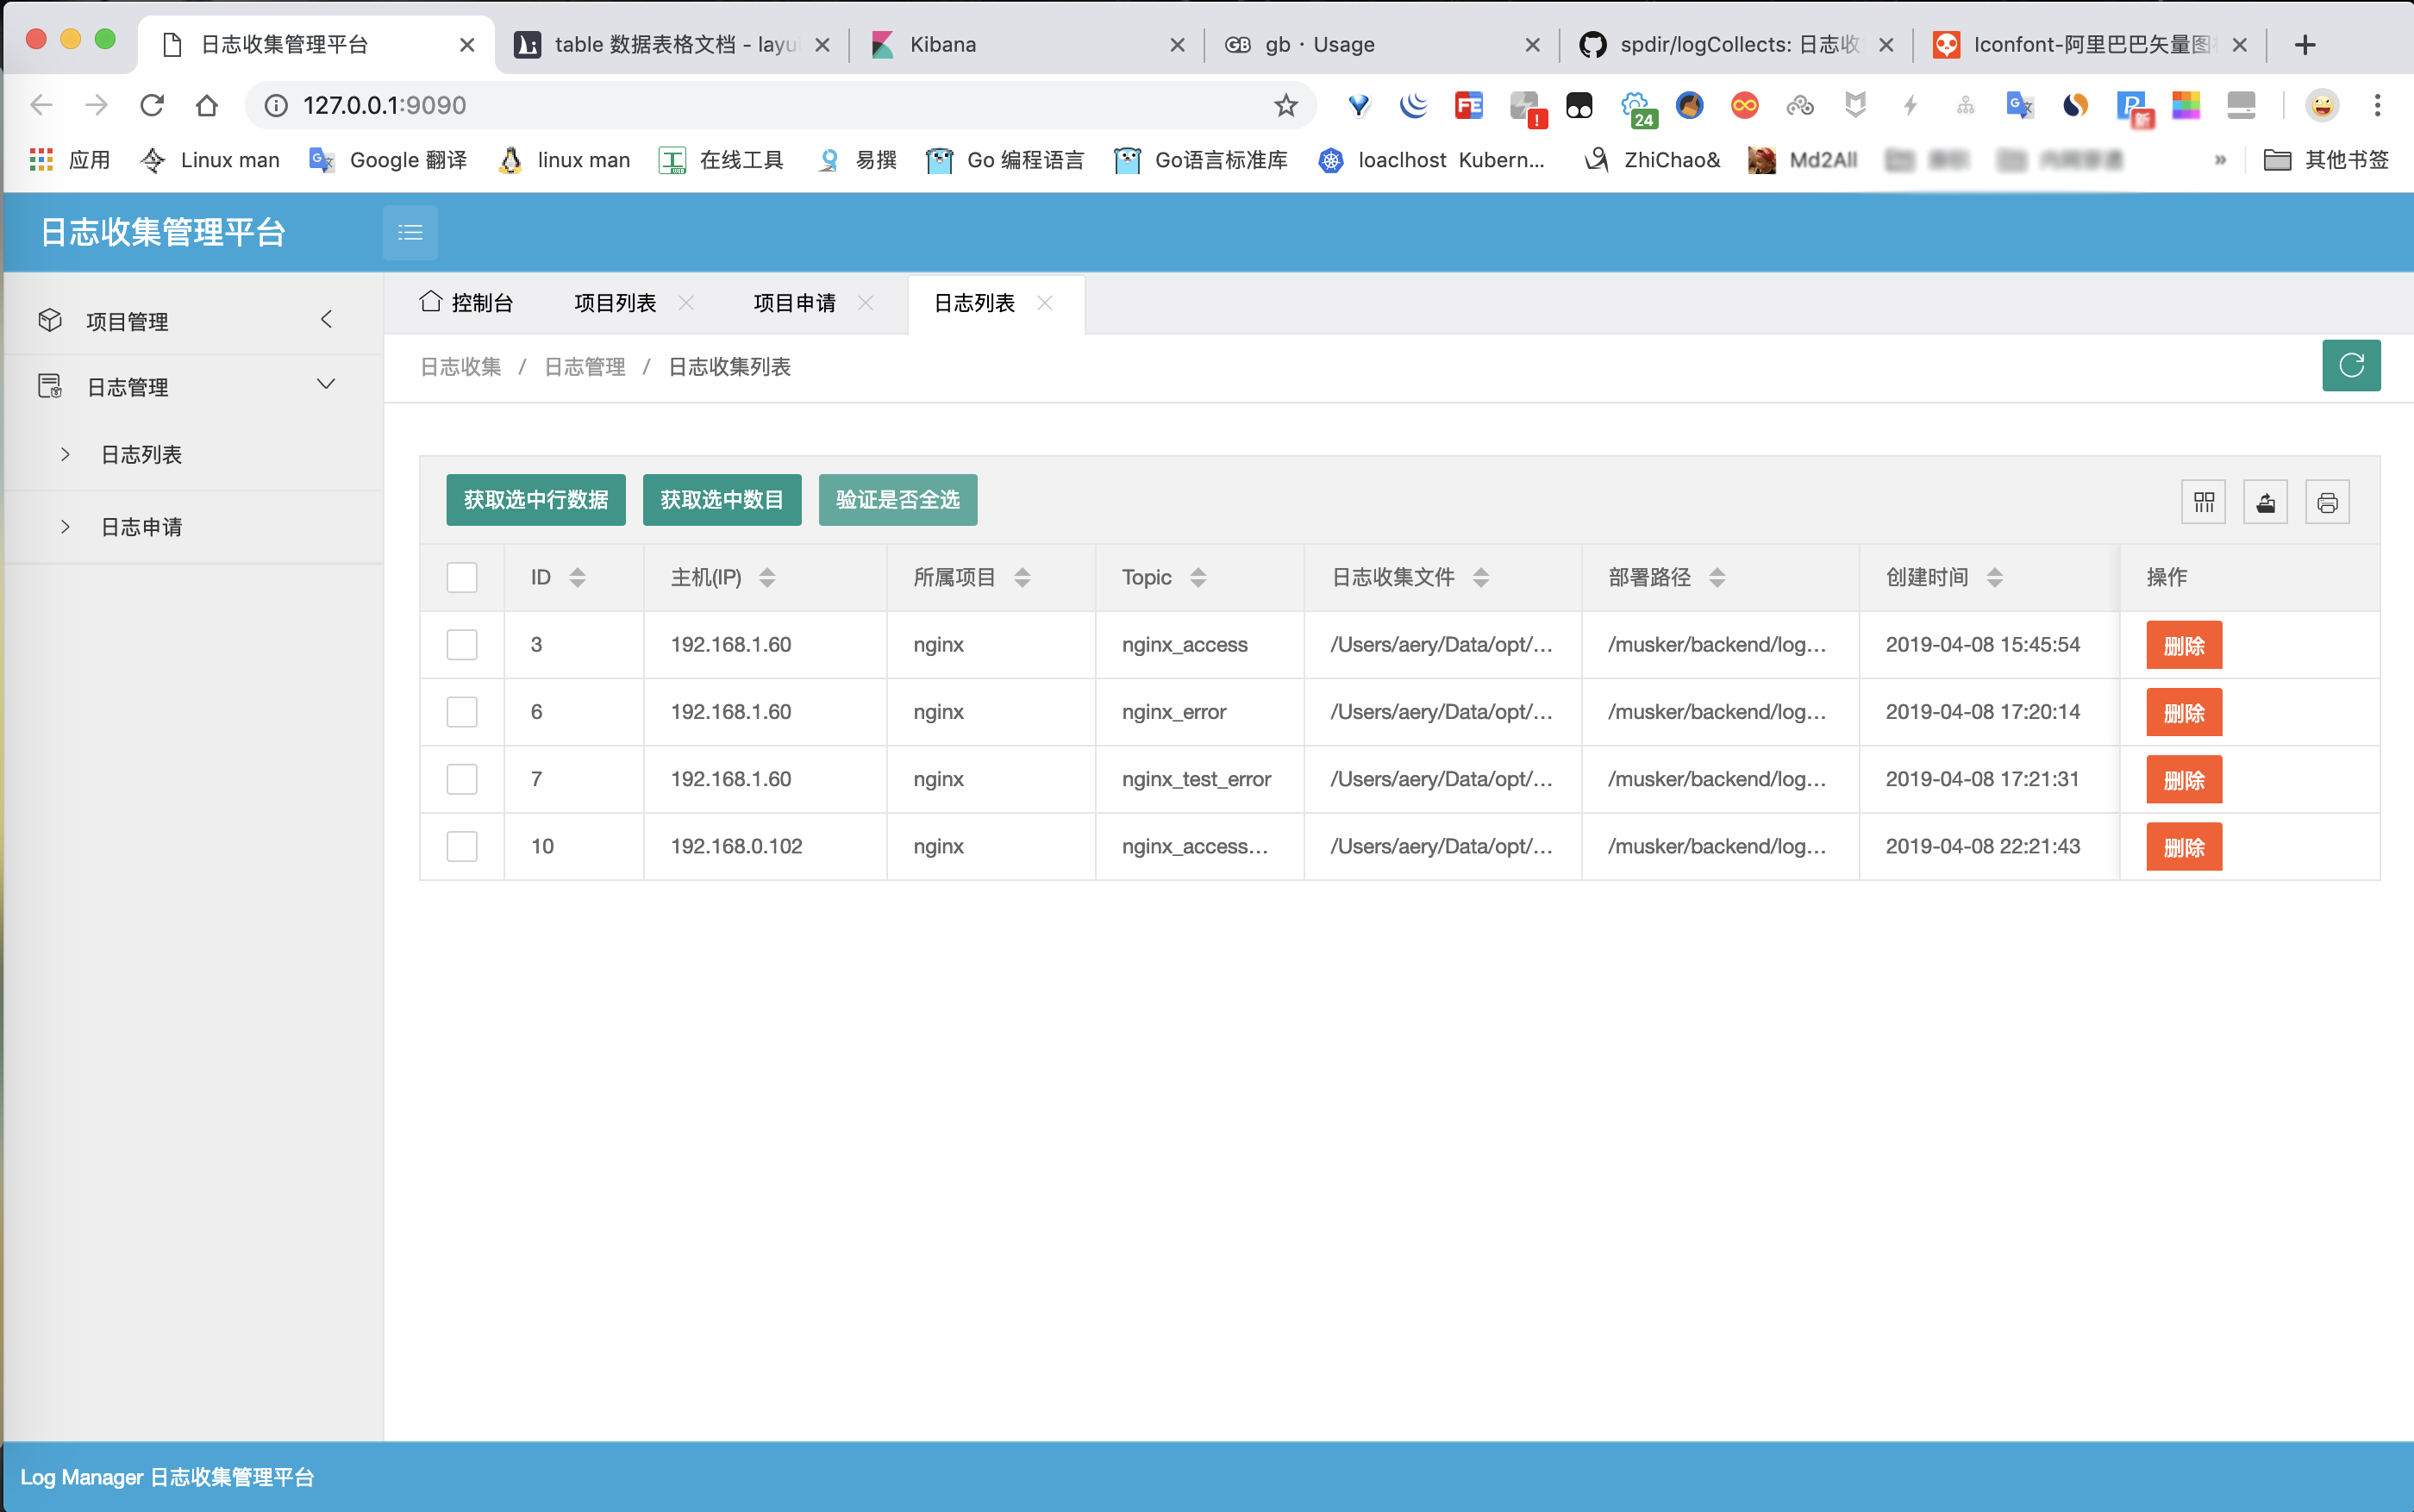 日志收集管理平台
table 数据表格文档 - layui
Kibana
gb · Usage
spdir/logCollects: 日志收
Iconfont-阿里巴巴矢量图
127.0.0.1:9090
FE
!
24
新
应用
Linux man
Google 翻译
linux man
在线工具
易撰
Go 编程语言
Go语言标准库
loaclhost Kubern...
ZhiChao&
Md2All
»
其他书签
日志收集管理平台
项目管理
日志管理
日志列表
日志申请
控制台
项目列表
项目申请
日志列表
日志收集 / 日志管理 / 日志收集列表
获取选中行数据
获取选中数目
验证是否全选
ID 主机(IP) 所属项目 Topic 日志收集文件 部署路径 创建时间 操作
3 192.168.1.60 nginx nginx_access /Users/aery/Data/opt/... /musker/backend/log... 2019-04-08 15:45:54 删除
6 192.168.1.60 nginx nginx_error /Users/aery/Data/opt/... /musker/backend/log... 2019-04-08 17:20:14 删除
7 192.168.1.60 nginx nginx_test_error /Users/aery/Data/opt/... /musker/backend/log... 2019-04-08 17:21:31 删除
10 192.168.0.102 nginx nginx_access... /Users/aery/Data/opt/... /musker/backend/log... 2019-04-08 22:21:43 删除
Log Manager 日志收集管理平台